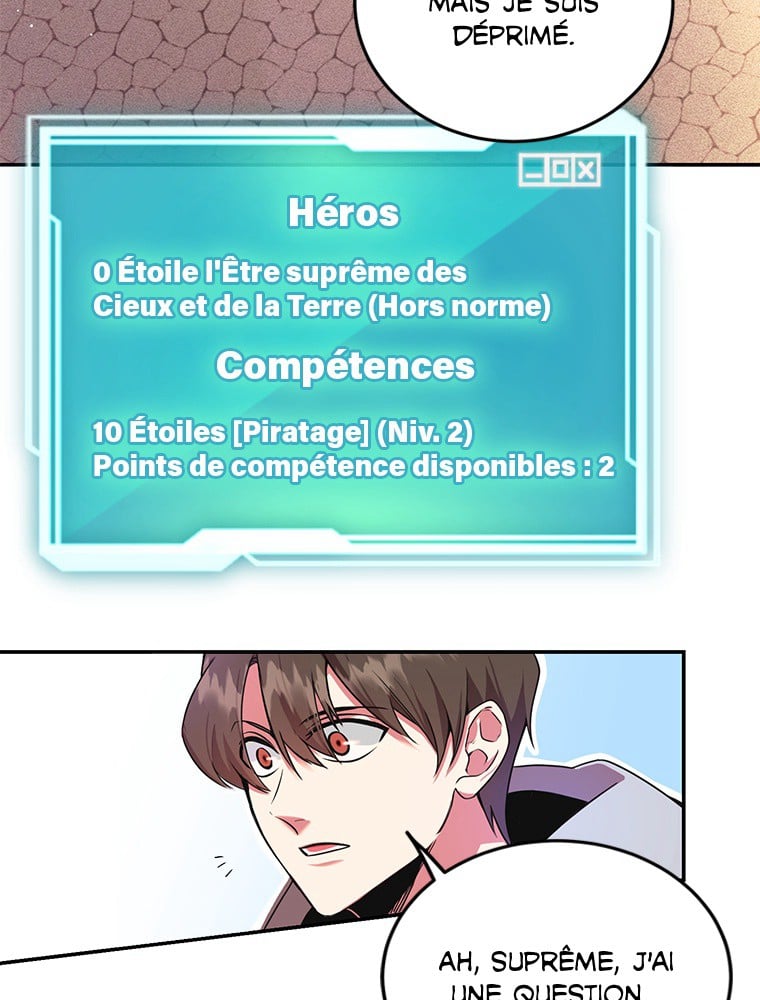 MAIS JE SUIS
DÉPRIMÉ.
Héros
0 Étoile l'Être suprême des
Cieux et de la Terre (Hors norme)
Compétences
10 Étoiles [Piratage] (Niv. 2)
Points de compétence disponibles : 2
AH, SUPRÊME, J'AI
UNE QUESTION